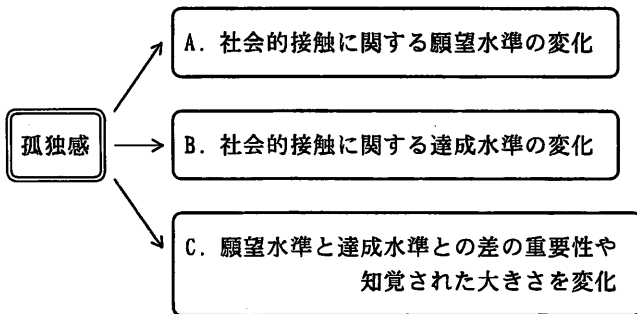 A. 社会的接触に関する願望水準の変化
孤独感
B. 社会的接触に関する達成水準の変化
C. 願望水準と達成水準との差の重要性や
知覚された大きさを変化